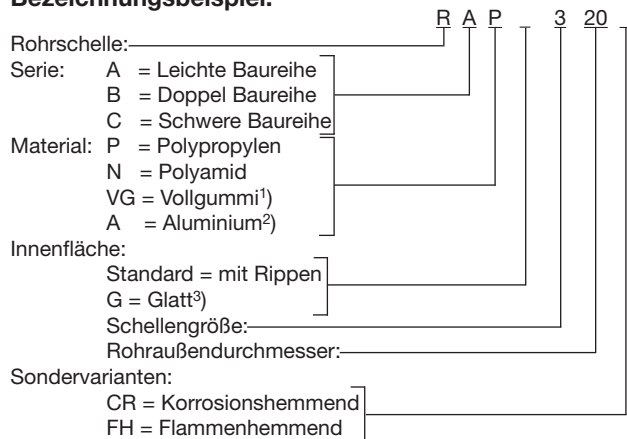 Bezeichnungsbeispiel:
R A P _ 3 20 _
Rohrschelle:
Serie: A = Leichte Baureihe
B = Doppel Baureihe
C = Schwere Baureihe
Material: P = Polypropylen
N = Polyamid
VG = Vollgummi¹)
A = Aluminium²)
Innenfläche:
Standard = mit Rippen
G = Glatt³)
Schellengröße:
Rohraußendurchmesser:
Sondervarianten:
CR = Korrosionshemmend
FH = Flammenhemmend